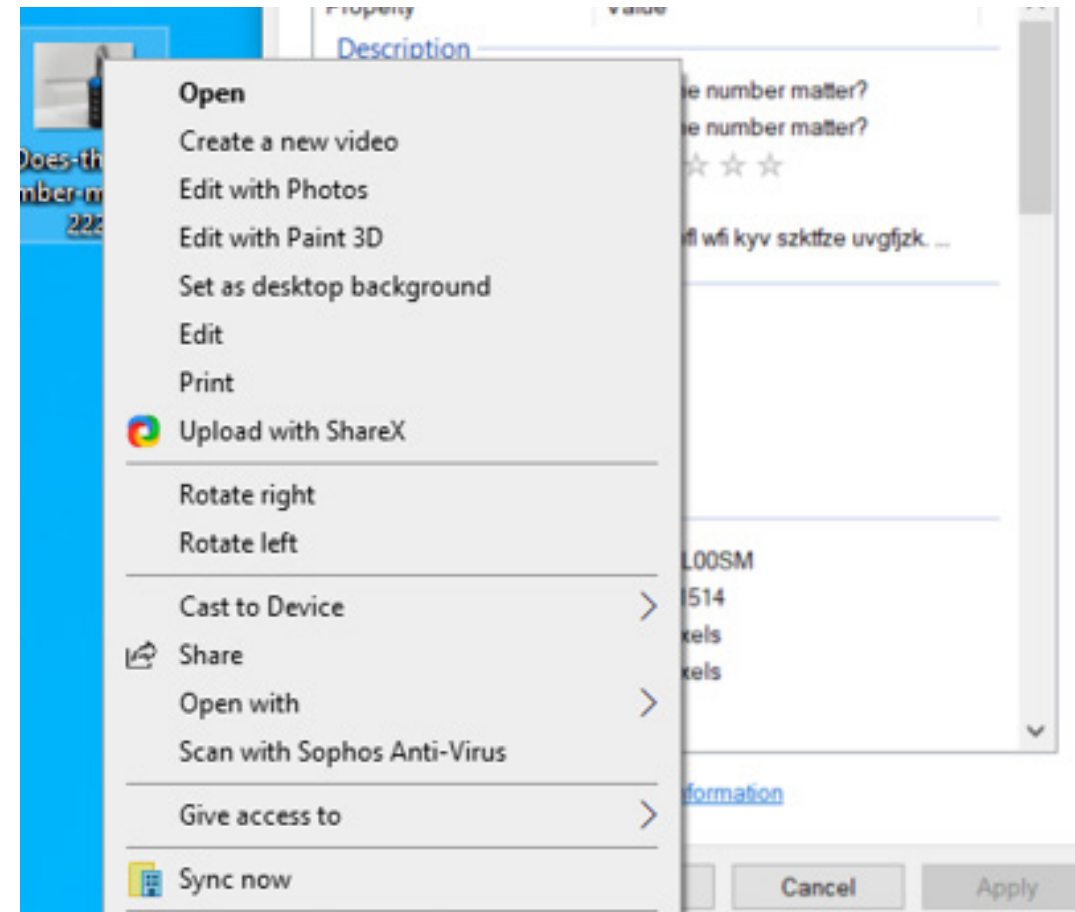 Property Value
Description
Does-th
mber-m
222
e number matter?
e number matter?
wfi kyv szktfze uvgfjzk. ...
L00SM
1514
xels
xels
formation
Open
Create a new video
Edit with Photos
Edit with Paint 3D
Set as desktop background
Edit
Print
Upload with ShareX
Rotate right
Rotate left
Cast to Device
Share
Open with
Scan with Sophos Anti-Virus
Give access to
Sync now
Cancel
Apply